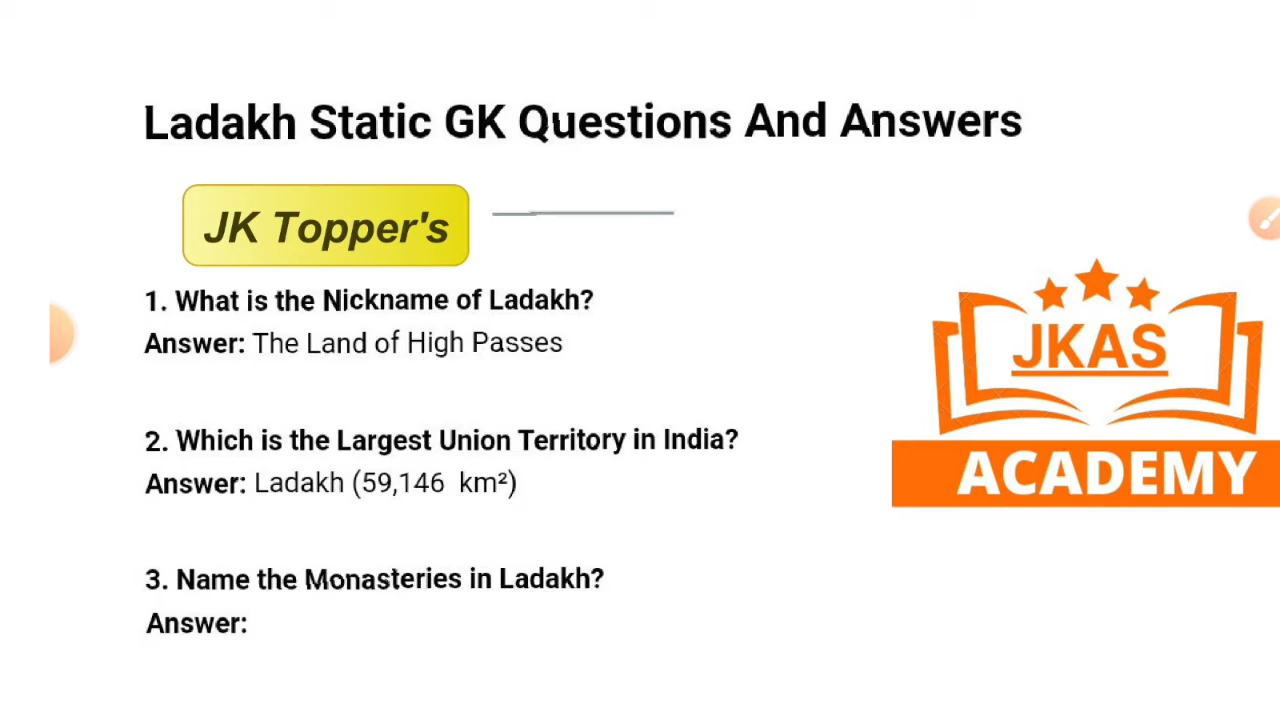 Ladakh Static GK Questions And Answers
JK Topper's
1. What is the Nickname of Ladakh?
Answer: The Land of High Passes
2. Which is the Largest Union Territory in India?
Answer: Ladakh (59,146 km²)
3. Name the Monasteries in Ladakh?
Answer:
JKAS
ACADEMY